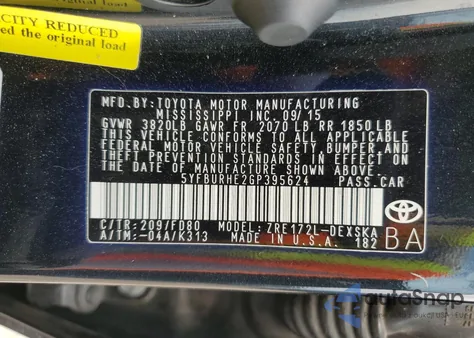 CITY REDUCED
ed the original load
MFD.BY:TOYOTA MOTOR MANUFACTURING
MISSISSIPPI INC. 09/15
GVWR 3820LB GAWR FR 2070 LB RR 1850 LB
THIS VEHICLE CONFORMS TO ALL APPLICABLE
FEDERAL MOTOR VEHICLE SAFETY, BUMPER, AND
THEFT PREVENTION STANDARDS IN EFFECT ON
THE DATE OF MANUFACTURE SHOWN ABOVE.
5YFBURHE2GP395624 PASS.CAR
C/TR:209/FD80 MODEL:ZRE172L-DEXSKA
A/TM:-04A/K313 MADE IN U.S.A. 182
TOYOTA
BA
autoSnap